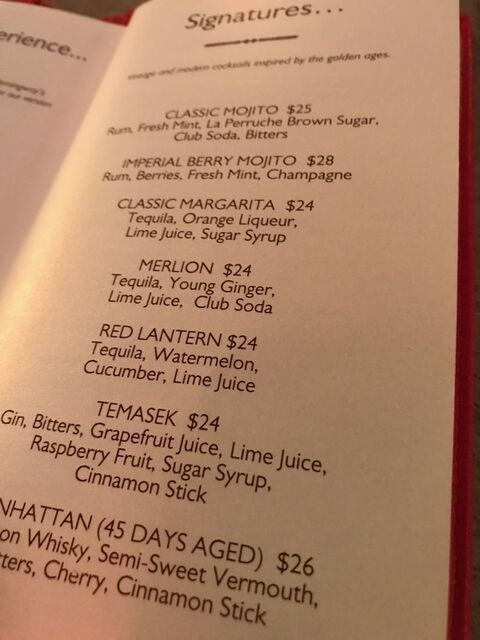 erience...
Signatures...
Vintage and modern cocktails inspired by the golden ages.
our version
CLASSIC MOJITO $25
Rum, Fresh Mint, La Perruche Brown Sugar,
Club Soda, Bitters
IMPERIAL BERRY MOJITO $28
Rum, Berries, Fresh Mint, Champagne
CLASSIC MARGARITA $24
Tequila, Orange Liqueur,
Lime Juice, Sugar Syrup
MERLION $24
Tequila, Young Ginger,
Lime Juice, Club Soda
RED LANTERN $24
Tequila, Watermelon,
Cucumber, Lime Juice
TEMASEK $24
Gin, Bitters, Grapefruit Juice, Lime Juice,
Raspberry Fruit, Sugar Syrup,
Cinnamon Stick
NHATTAN (45 DAYS AGED) $26
on Whisky, Semi-Sweet Vermouth,
tters, Cherry, Cinnamon Stick